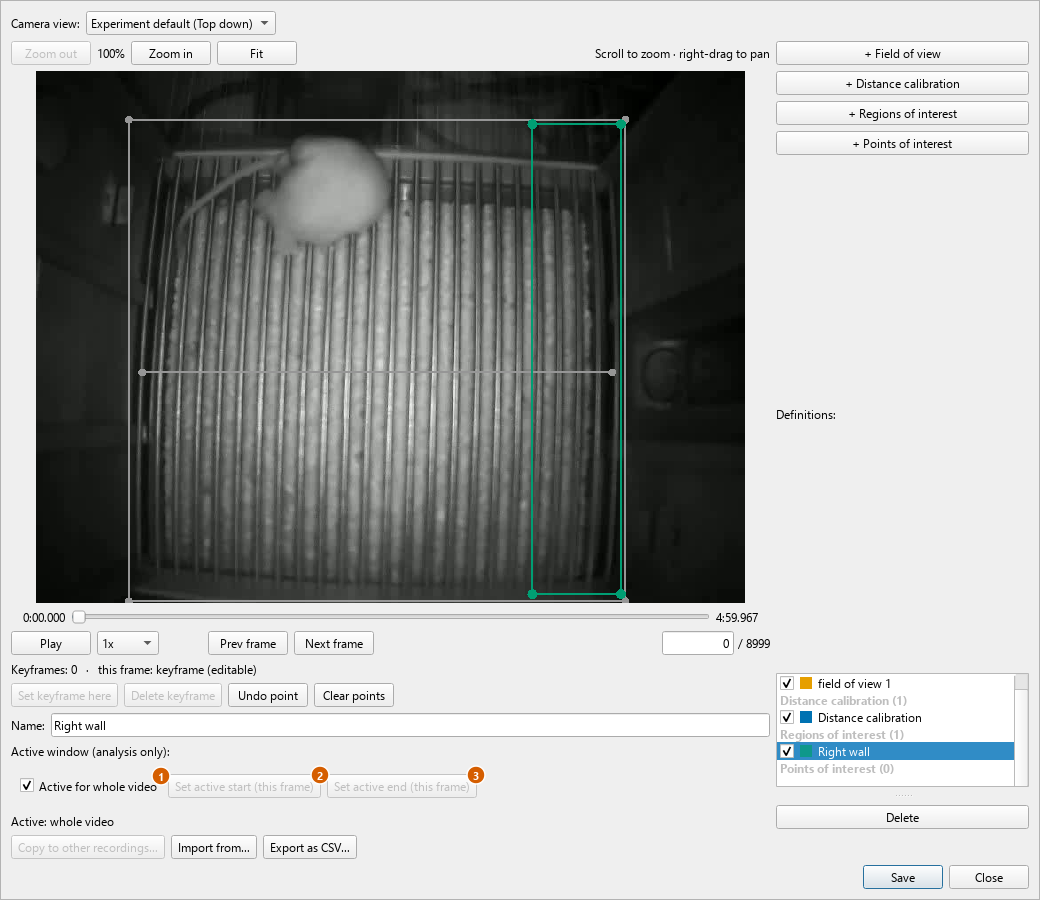 Camera view: Experiment default (Top down)
Zoom out 100% Zoom in Fit Scroll to zoom · right-drag to pan
+ Field of view
+ Distance calibration
+ Regions of interest
+ Points of interest
Definitions:
0:00.000 4:59.967
Play 1x Prev frame Next frame 0 / 8999
Keyframes: 0 · this frame: keyframe (editable)
Set keyframe here Delete keyframe Undo point Clear points
Name: Right wall
Active window (analysis only):
Active for whole video 1 Set active start (this frame) 2 Set active end (this frame) 3
Active: whole video
Copy to other recordings... Import from... Export as CSV...
field of view 1
Distance calibration (1)
Distance calibration
Regions of interest (1)
Right wall
Points of interest (0)
Delete
Save Close